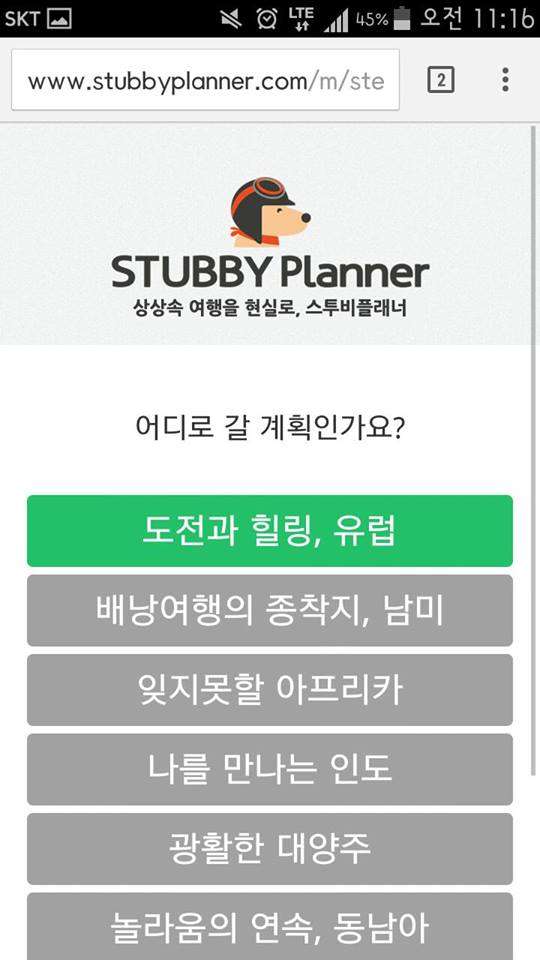 SKT LTE 45% 오전 11:16
www.stubbyplanner.com/m/ste
2
STUBBY Planner
상상속 여행을 현실로, 스투비플래너
어디로 갈 계획인가요?
도전과 힐링, 유럽
배낭여행의 종착지, 남미
잊지못할 아프리카
나를 만나는 인도
광활한 대양주
놀라움의 연속, 동남아